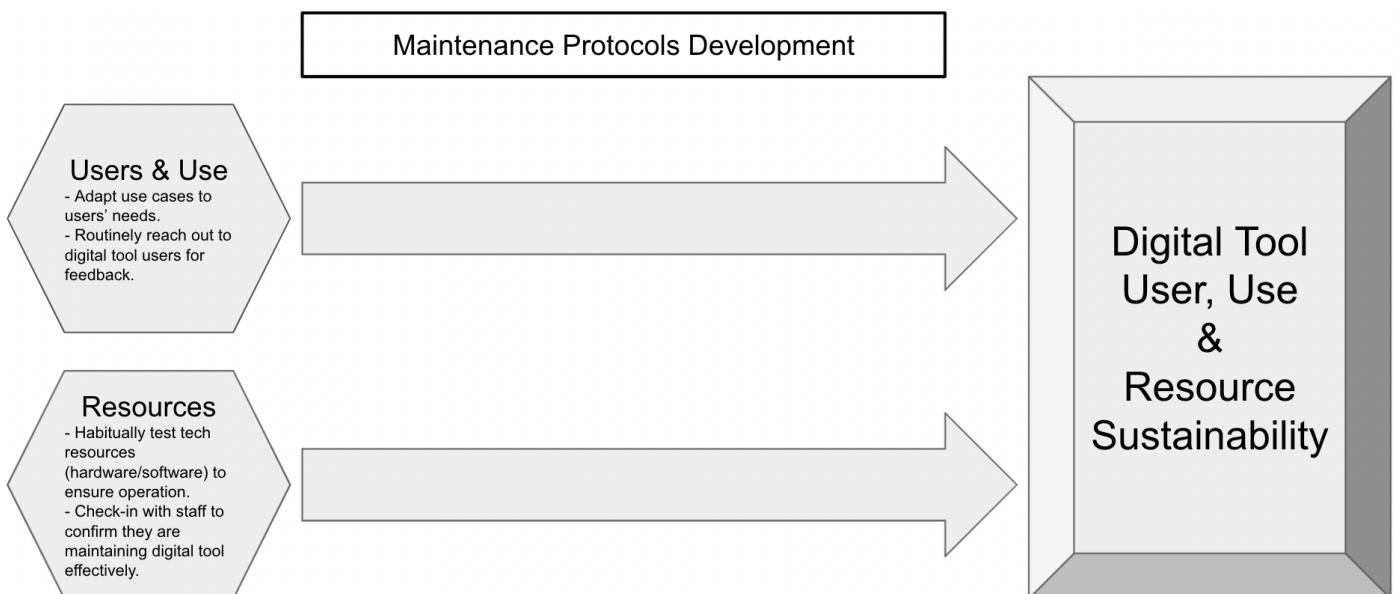 Maintenance Protocols Development
Users & Use
- Adapt use cases to
users’ needs.
- Routinely reach out to
digital tool users for
feedback.
Resources
- Habitually test tech
resources
(hardware/software) to
ensure operation.
- Check-in with staff to
confirm they are
maintaining digital tool
effectively.
Digital Tool
User, Use
&
Resource
Sustainability